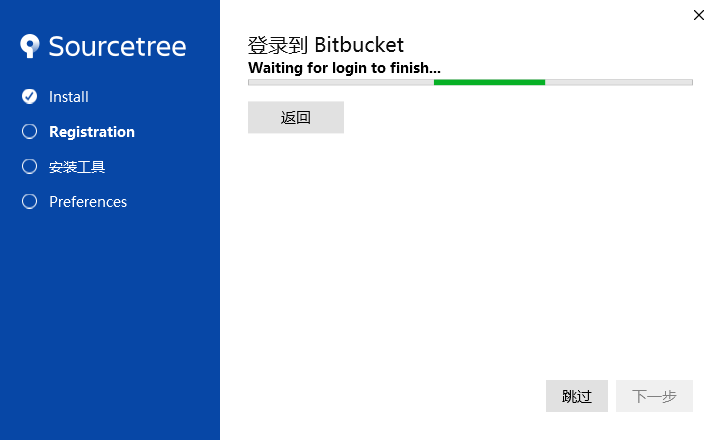 Sourcetree
Install
Registration
安装工具
Preferences
登录到 Bitbucket
Waiting for login to finish...
返回
跳过
下一步